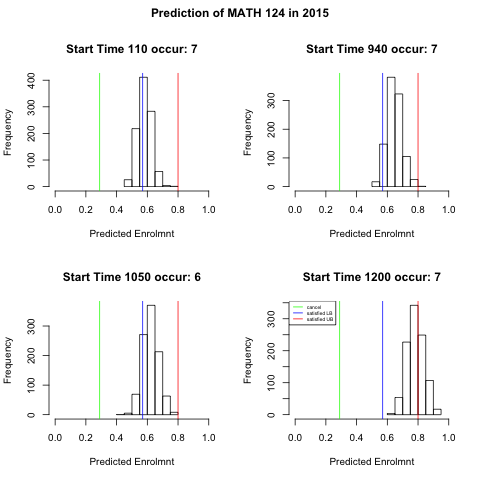 Prediction of MATH 124 in 2015
Start Time 110 occur: 7
Frequency
0 100 200 300 400
0.0 0.2 0.4 0.6 0.8 1.0
Predicted Enrolmnt
Start Time 940 occur: 7
Frequency
0 100 200 300
0.0 0.2 0.4 0.6 0.8 1.0
Predicted Enrolmnt
Start Time 1050 occur: 6
Frequency
0 100 200 300
0.0 0.2 0.4 0.6 0.8 1.0
Predicted Enrolmnt
Start Time 1200 occur: 7
cancel
satisfied LB
satisfied UB
Frequency
0 100 200 300
0.0 0.2 0.4 0.6 0.8 1.0
Predicted Enrolmnt